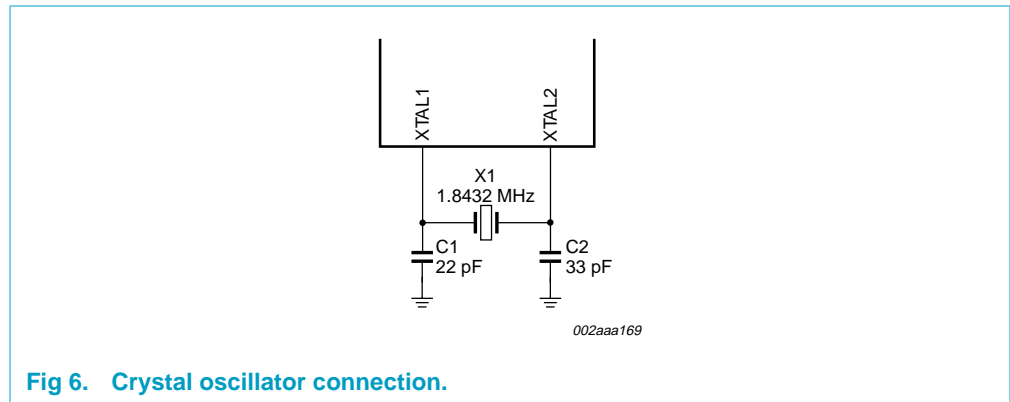 XTAL1
XTAL2
X1
1.8432 MHz
C1
22 pF
C2
33 pF
002aaa169
Fig 6. Crystal oscillator connection.